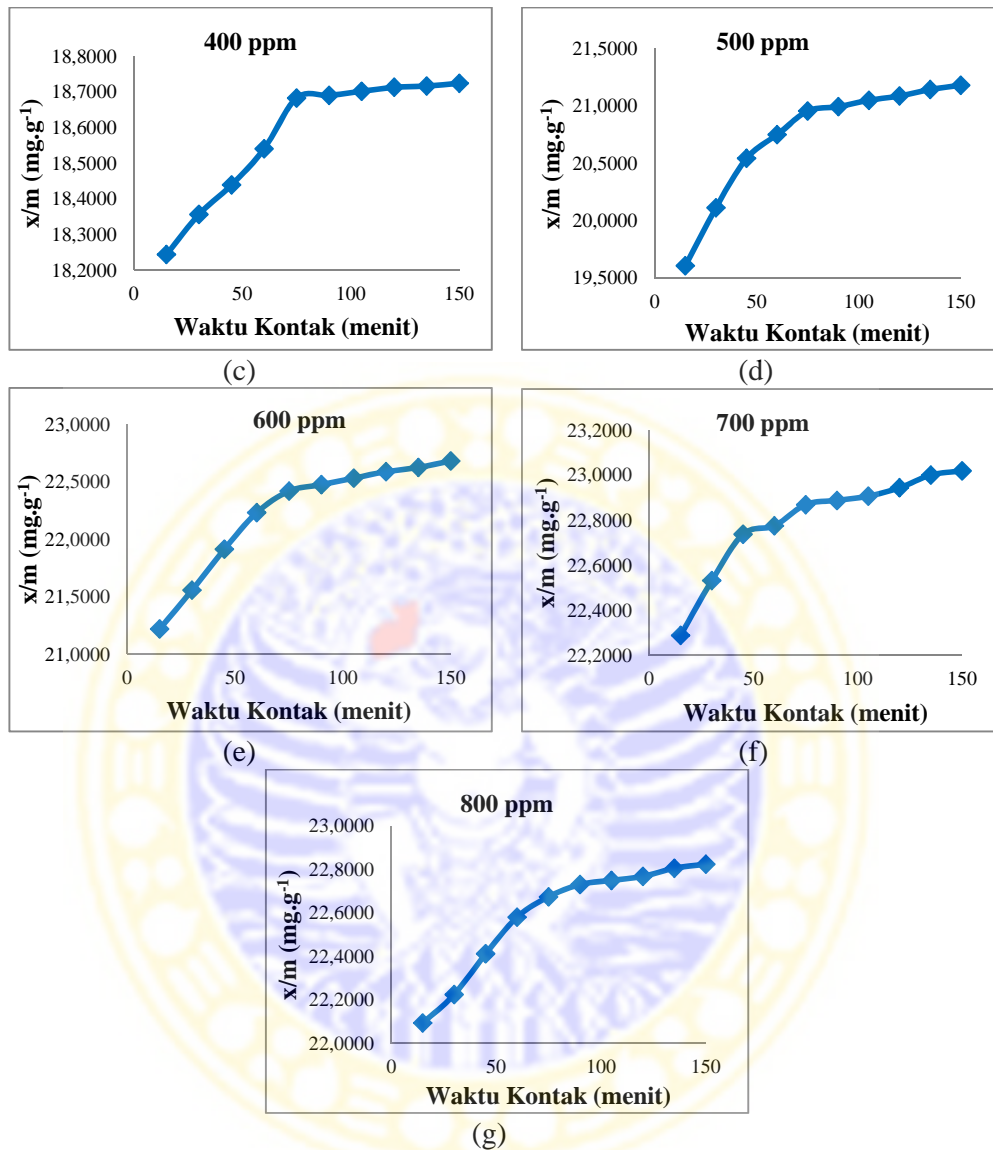 400 ppm
x/m (mg.g-1)
18,8000
18,7000
18,6000
18,5000
18,4000
18,3000
18,2000
0 50 100 150
Waktu Kontak (menit)
(c)
500 ppm
x/m (mg.g-1)
21,5000
21,0000
20,5000
20,0000
19,5000
0 50 100 150
Waktu Kontak (menit)
(d)
600 ppm
x/m (mg.g-1)
23,0000
22,5000
22,0000
21,5000
21,0000
0 50 100 150
Waktu Kontak (menit)
(e)
700 ppm
x/m (mg.g-1)
23,2000
23,0000
22,8000
22,6000
22,4000
22,2000
0 50 100 150
Waktu Kontak (menit)
(f)
800 ppm
x/m (mg.g-1)
23,0000
22,8000
22,6000
22,4000
22,2000
22,0000
0 50 100 150
Waktu Kontak (menit)
(g)